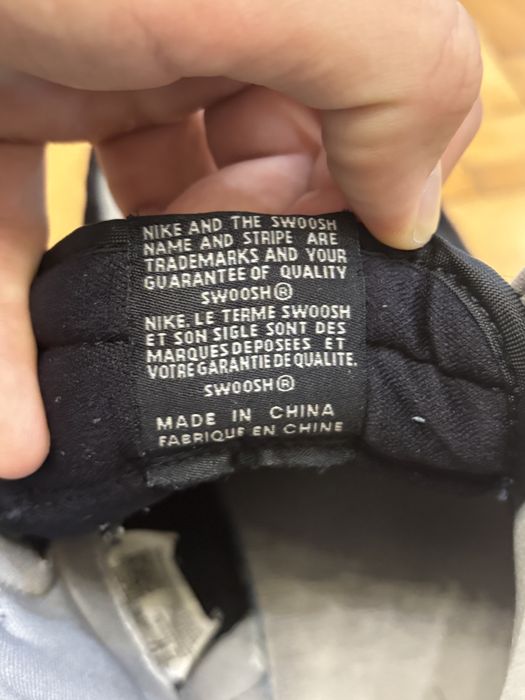 NIKE AND THE SWOOSH
NAME AND STRIPE ARE
TRADEMARKS AND YOUR
GUARANTEE OF QUALITY
SWOOSH®
NIKE, LE TERME SWOOSH
ET SON SIGLE SONT DES
MARQUES DEPOSEES ET
VOTRE GARANTIE DE QUALITE.
SWOOSH®
MADE IN CHINA
FABRIQUE EN CHINE